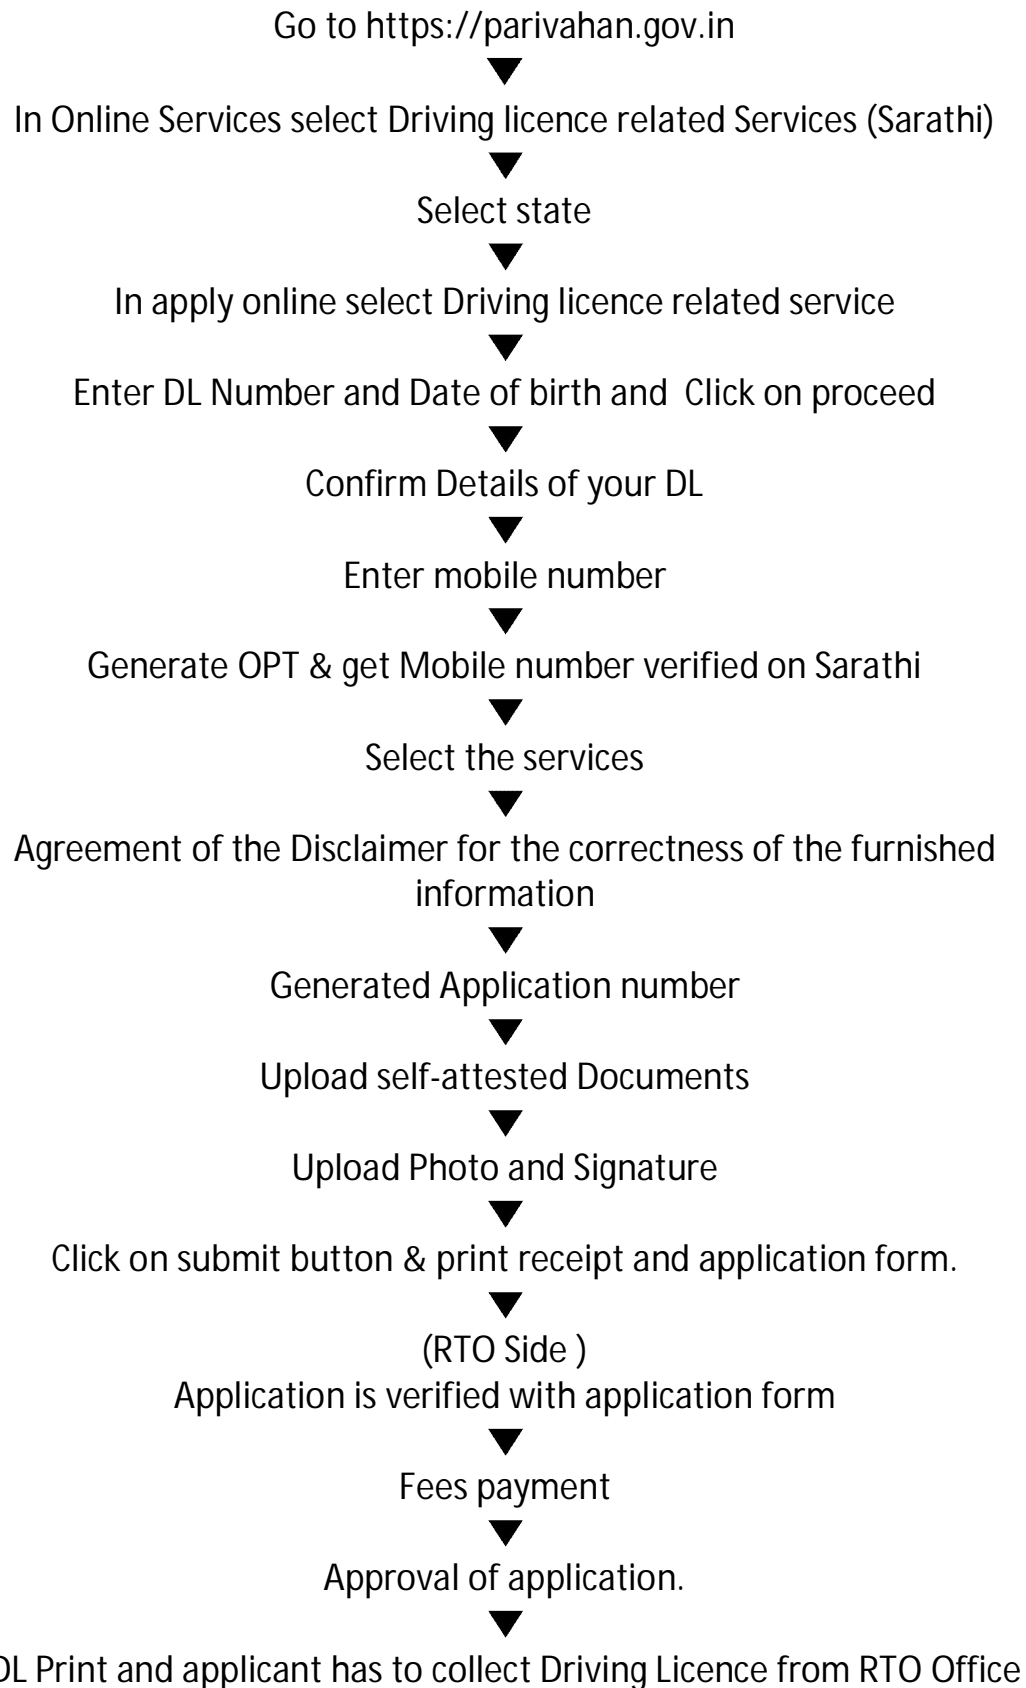 Go to https://parivahan.gov.in
In Online Services select Driving licence related Services (Sarathi)
Select state
In apply online select Driving licence related service
Enter DL Number and Date of birth and  Click on proceed
Confirm Details of your DL
Enter mobile number
Generate OPT & get Mobile number verified on Sarathi
Select the services
Agreement of the Disclaimer for the correctness of the furnished
information
Generated Application number
Upload self-attested Documents
Upload Photo and Signature
Click on submit button & print receipt and application form.
(RTO Side )
Application is verified with application form
Fees payment
Approval of application.
DL Print and applicant has to collect Driving Licence from RTO Office